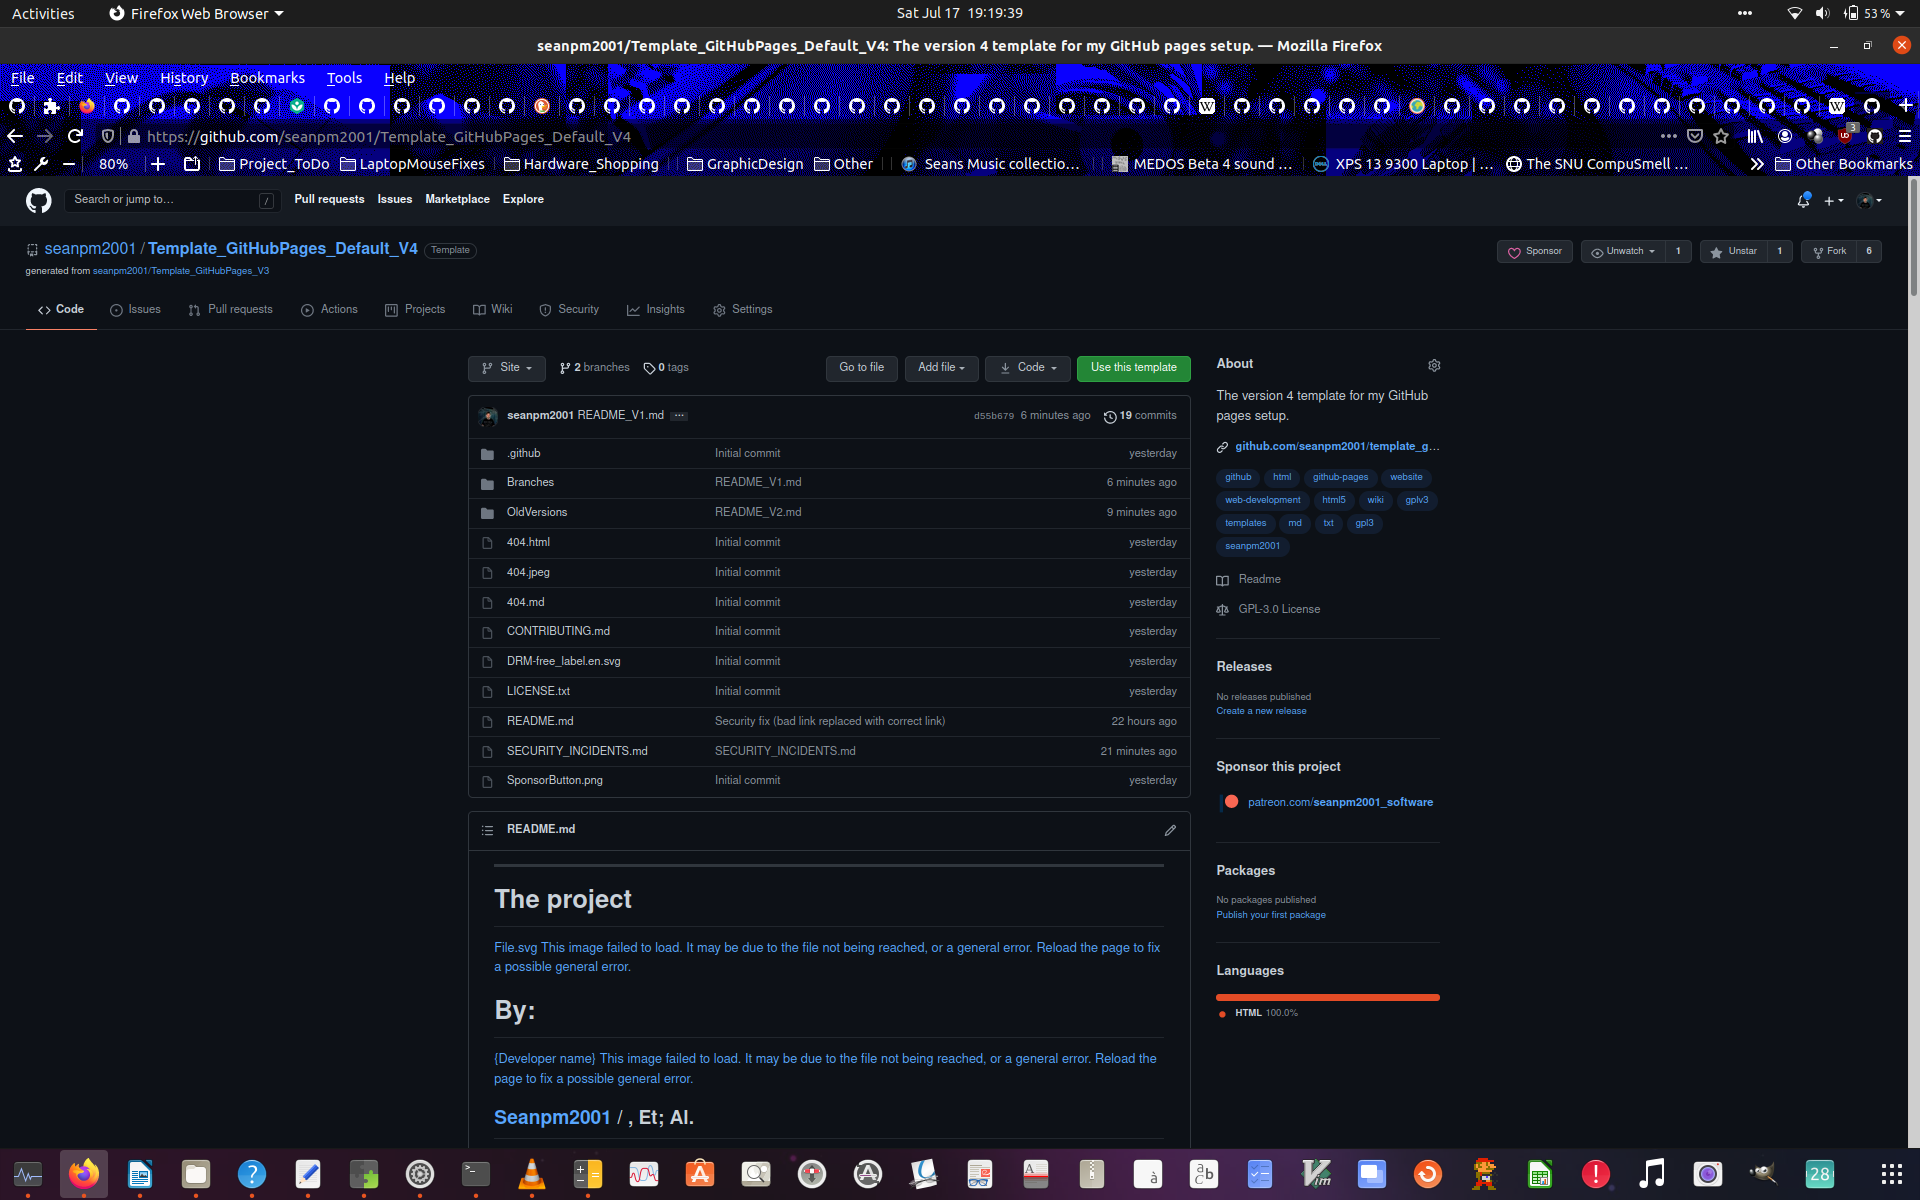 Activities Firefox Web Browser Sat Jul 17 19:19:39 53 %
seanpm2001/Template_GitHubPages_Default_V4: The version 4 template for my GitHub pages setup. — Mozilla Firefox
File Edit View History Bookmarks Tools Help
https://github.com/seanpm2001/Template_GitHubPages_Default_V4 3
80% Project_ToDo LaptopMouseFixes Hardware_Shopping GraphicDesign Other Seans Music collectio… MEDOS Beta 4 sound … XPS 13 9300 Laptop | … The SNU CompuSmell … Other Bookmarks
Search or jump to… / Pull requests Issues Marketplace Explore
seanpm2001 / Template_GitHubPages_Default_V4 Template Sponsor Unwatch 1 Unstar 1 Fork 6
generated from seanpm2001/Template_GitHubPages_V3
Code Issues Pull requests Actions Projects Wiki Security Insights Settings
Site 2 branches 0 tags Go to file Add file Code Use this template
seanpm2001 README_V1.md ... d55b679 6 minutes ago 19 commits
.github Initial commit yesterday
Branches README_V1.md 6 minutes ago
OldVersions README_V2.md 9 minutes ago
404.html Initial commit yesterday
404.jpeg Initial commit yesterday
404.md Initial commit yesterday
CONTRIBUTING.md Initial commit yesterday
DRM-free_label.en.svg Initial commit yesterday
LICENSE.txt Initial commit yesterday
README.md Security fix (bad link replaced with correct link) 22 hours ago
SECURITY_INCIDENTS.md SECURITY_INCIDENTS.md 21 minutes ago
SponsorButton.png Initial commit yesterday
README.md
The project
File.svg This image failed to load. It may be due to the file not being reached, or a general error. Reload the page to fix
a possible general error.
By:
{Developer name} This image failed to load. It may be due to the file not being reached, or a general error. Reload the
page to fix a possible general error.
Seanpm2001 / , Et; Al.
About
The version 4 template for my GitHub
pages setup.
github.com/seanpm2001/template_g…
github html github-pages website
web-development html5 wiki gplv3
templates md txt gpl3
seanpm2001
Readme
GPL-3.0 License
Releases
No releases published
Create a new release
Sponsor this project
patreon.com/seanpm2001_software
Packages
No packages published
Publish your first package
Languages
HTML 100.0%
28